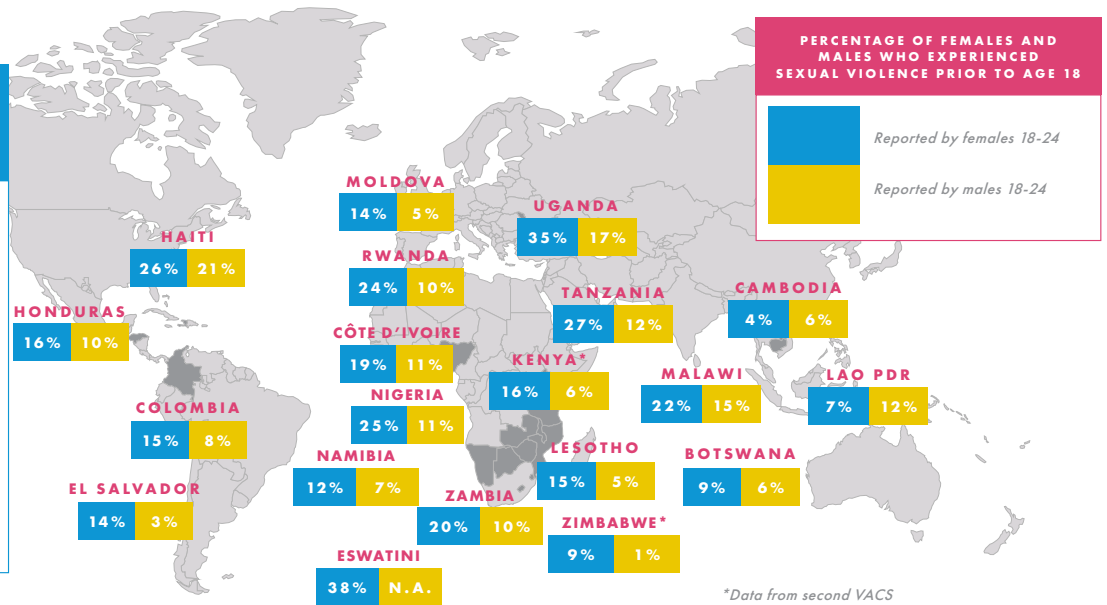 PERCENTAGE OF FEMALES AND
MALES WHO EXPERIENCED
SEXUAL VIOLENCE PRIOR TO AGE 18
Reported by females 18-24
Reported by males 18-24
MOLDOVA
14% 5%
UGANDA
35% 17%
HAITI
26% 21%
RWANDA
24% 10%
TANZANIA
27% 12%
CAMBODIA
4% 6%
HONDURAS
16% 10%
CÔTE D'IVOIRE
19% 11%
KENYA*
16% 6%
MALAWI
22% 15%
LAO PDR
7% 12%
NIGERIA
25% 11%
COLOMBIA
15% 8%
NAMIBIA
12% 7%
LESOTHO
15% 5%
BOTSWANA
9% 6%
EL SALVADOR
14% 3%
ZAMBIA
20% 10%
ZIMBABWE*
9% 1%
ESWATINI
38% N.A.
*Data from second VACS